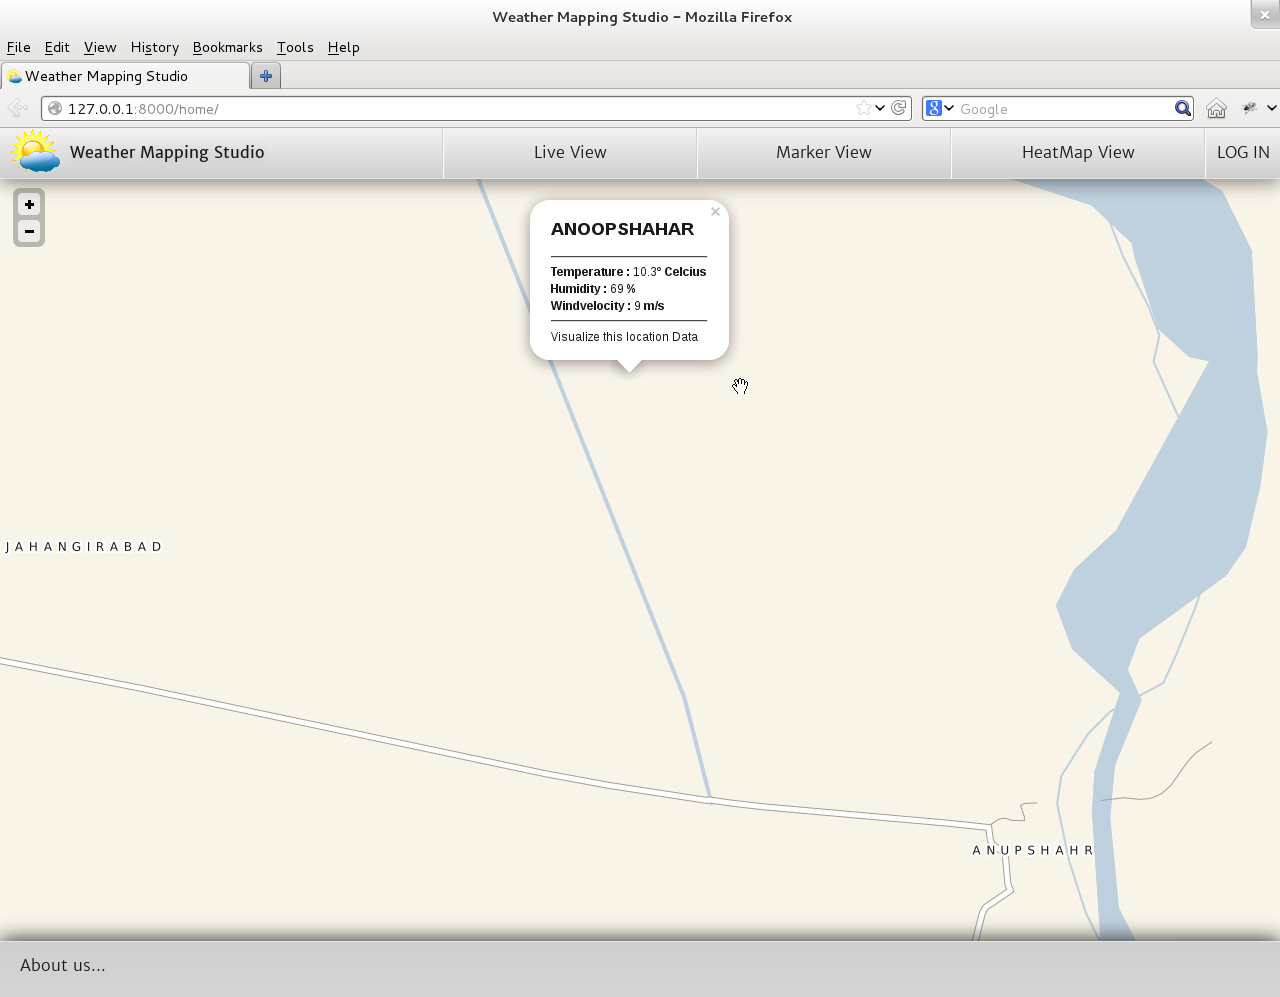 Weather Mapping Studio - Mozilla Firefox
File Edit View History Bookmarks Tools Help
Weather Mapping Studio
127.0.0.1:8000/home/
Google
Weather Mapping Studio
Live View
Marker View
HeatMap View
LOG IN
ANOOPSHAHAR
Temperature : 10.3° Celcius
Humidity : 69 %
Windvelocity : 9 m/s
Visualize this location Data
JAHANGIRABAD
ANUPSHAHR
About us...